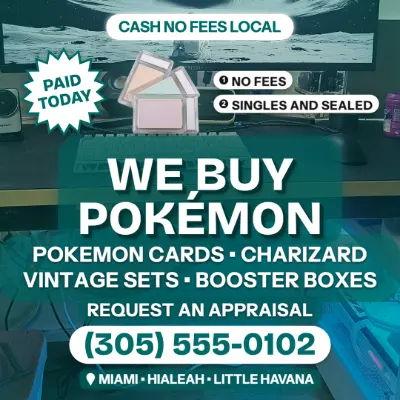 CASH NO FEES LOCAL
PAID
TODAY
1 NO FEES
2 SINGLES AND SEALED
WE BUY
POKÉMON
POKEMON CARDS ▪ CHARIZARD
VINTAGE SETS ▪ BOOSTER BOXES
REQUEST AN APPRAISAL
(305) 555-0102
MIAMI • HIALEAH • LITTLE HAVANA